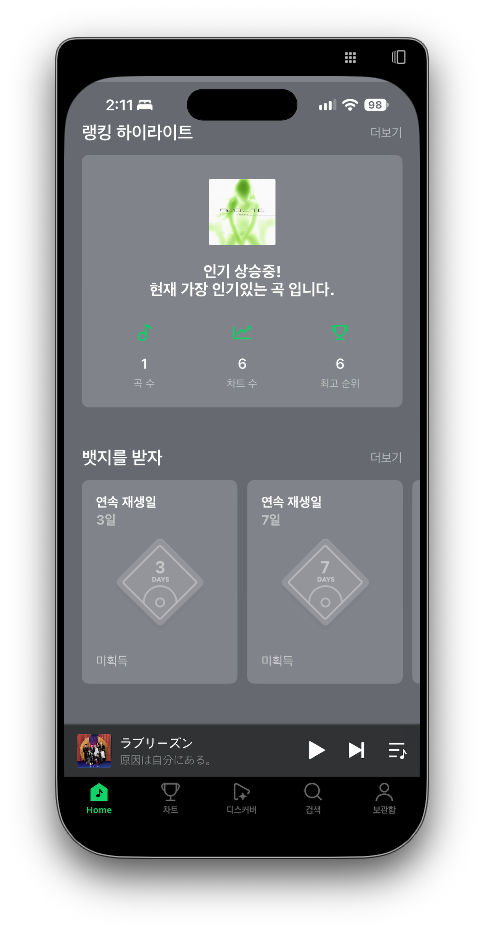 2:11
98
랭킹 하이라이트
더보기
인기 상승중!
현재 가장 인기있는 곡 입니다.
1
6
6
곡 수
차트 수
최고 순위
뱃지를 받자
더보기
연속 재생일
3일
3
DAYS
미획득
연속 재생일
7일
7
DAYS
미획득
ラブリーズン
原因は自分にある。
Home
차트
디스커버
검색
보관함